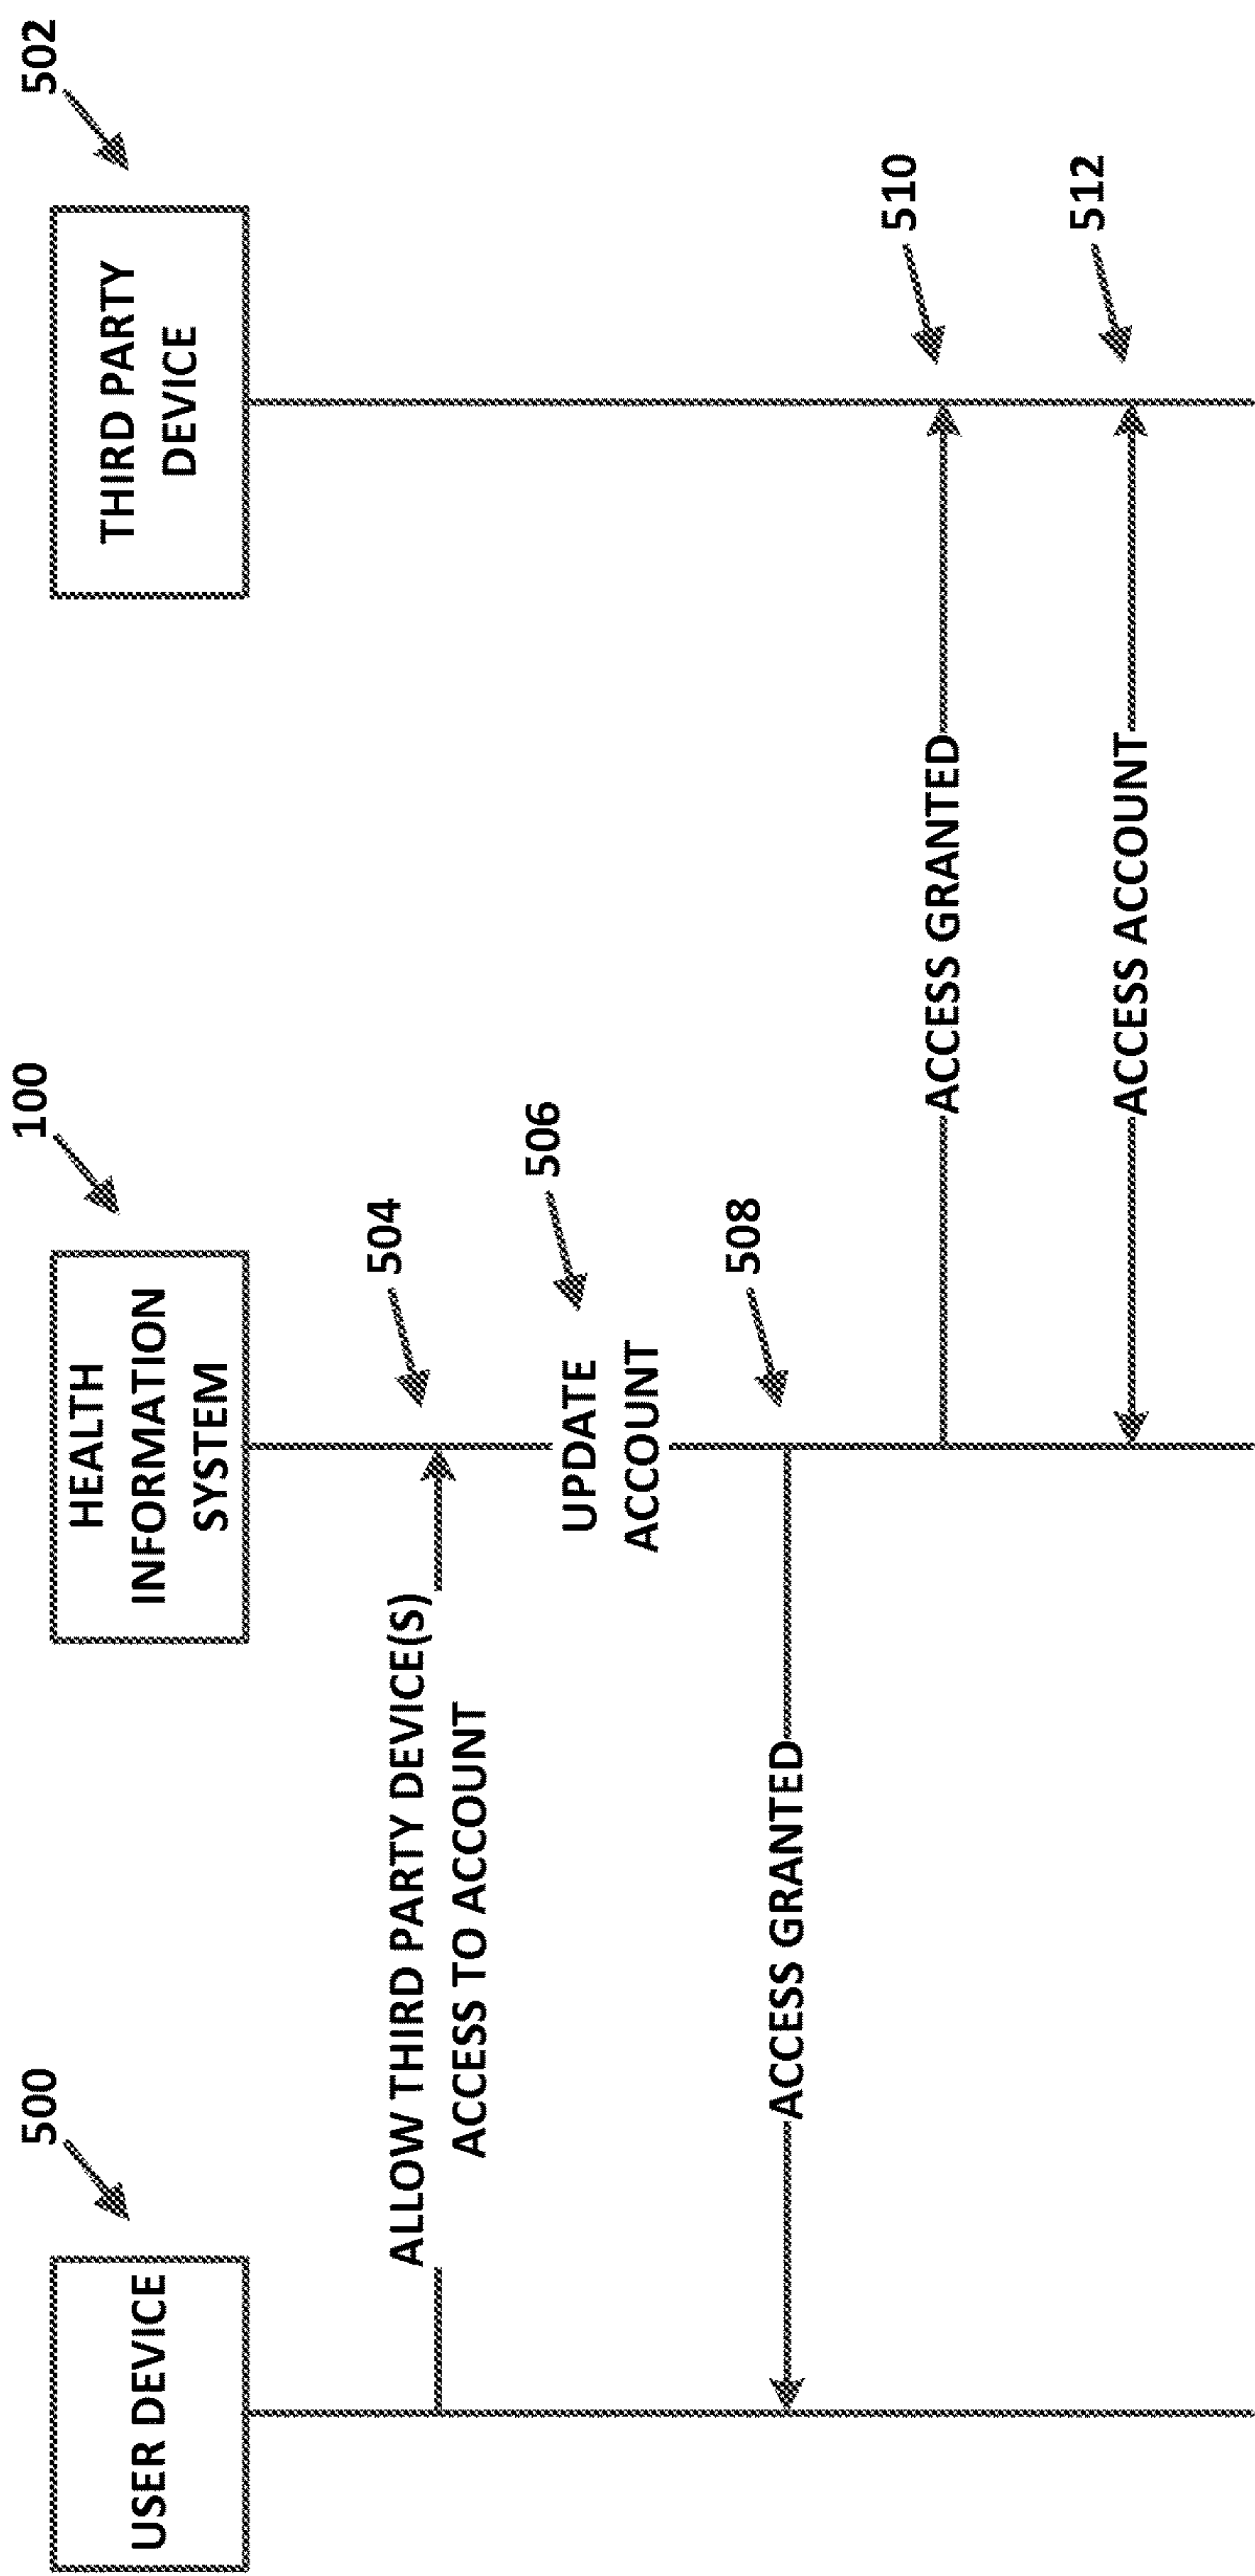 500
USER DEVICE
100
HEALTH
INFORMATION
SYSTEM
502
THIRD PARTY
DEVICE
504
ALLOW THIRD PARTY DEVICE(S)
ACCESS TO ACCOUNT
506
UPDATE
ACCOUNT
508
ACCESS GRANTED
510
ACCESS GRANTED
512
ACCESS ACCOUNT